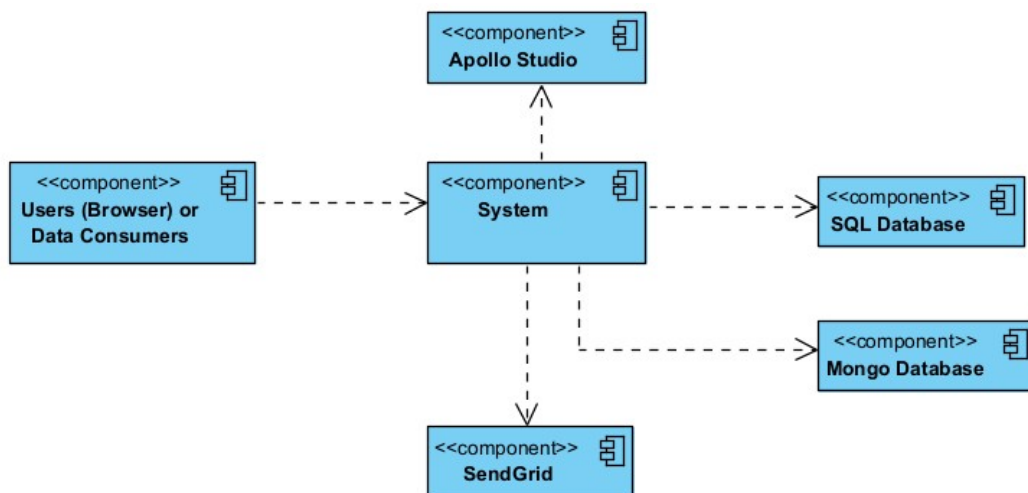 <<component>>
Apollo Studio
<<component>>
Users (Browser) or
Data Consumers
<<component>>
System
<<component>>
SQL Database
<<component>>
Mongo Database
<<component>>
SendGrid